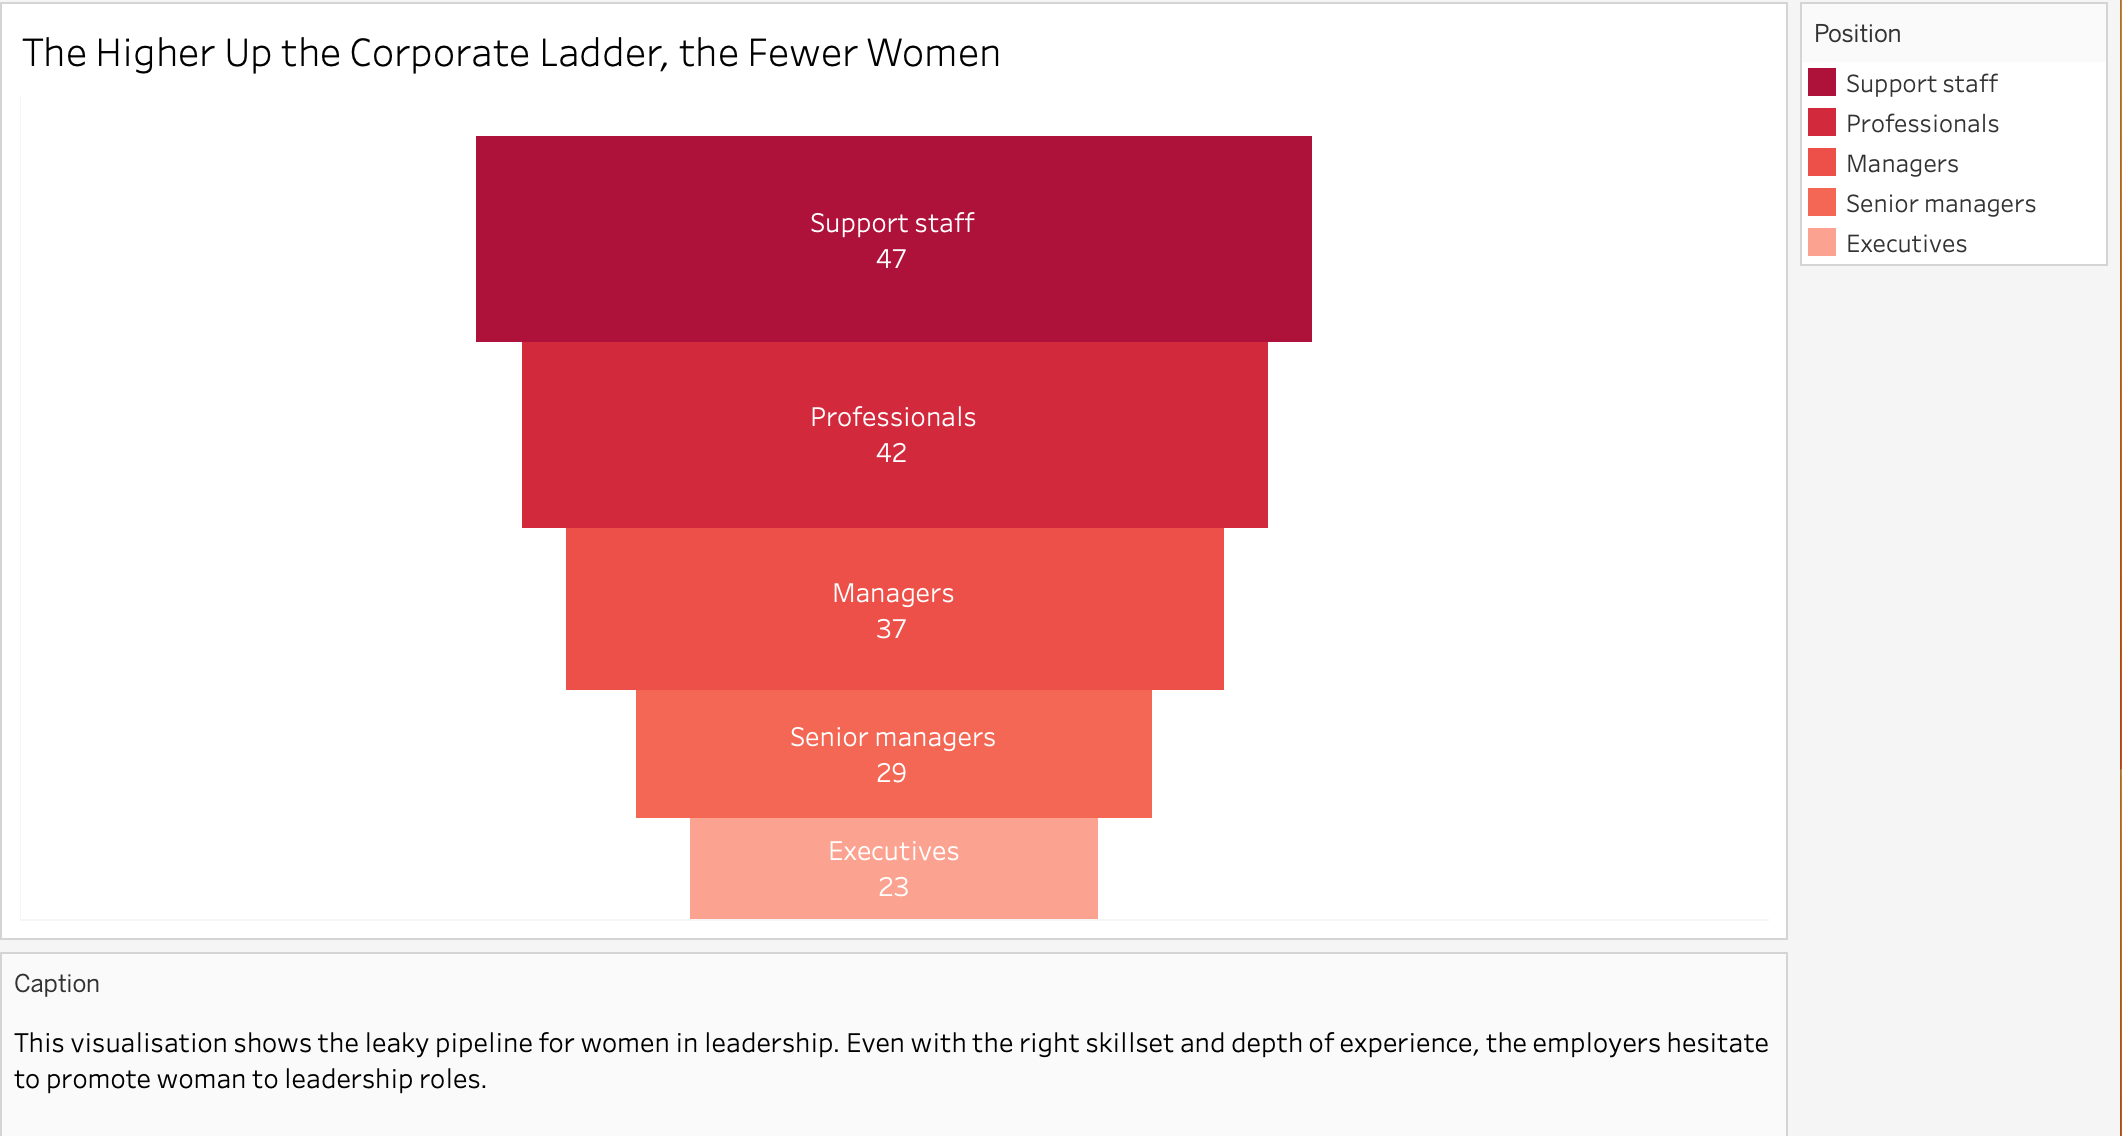 The Higher Up the Corporate Ladder, the Fewer Women
Support staff
47
Professionals
42
Managers
37
Senior managers
29
Executives
23
Position
Support staff
Professionals
Managers
Senior managers
Executives
Caption
This visualisation shows the leaky pipeline for women in leadership. Even with the right skillset and depth of experience, the employers hesitate
to promote woman to leadership roles.